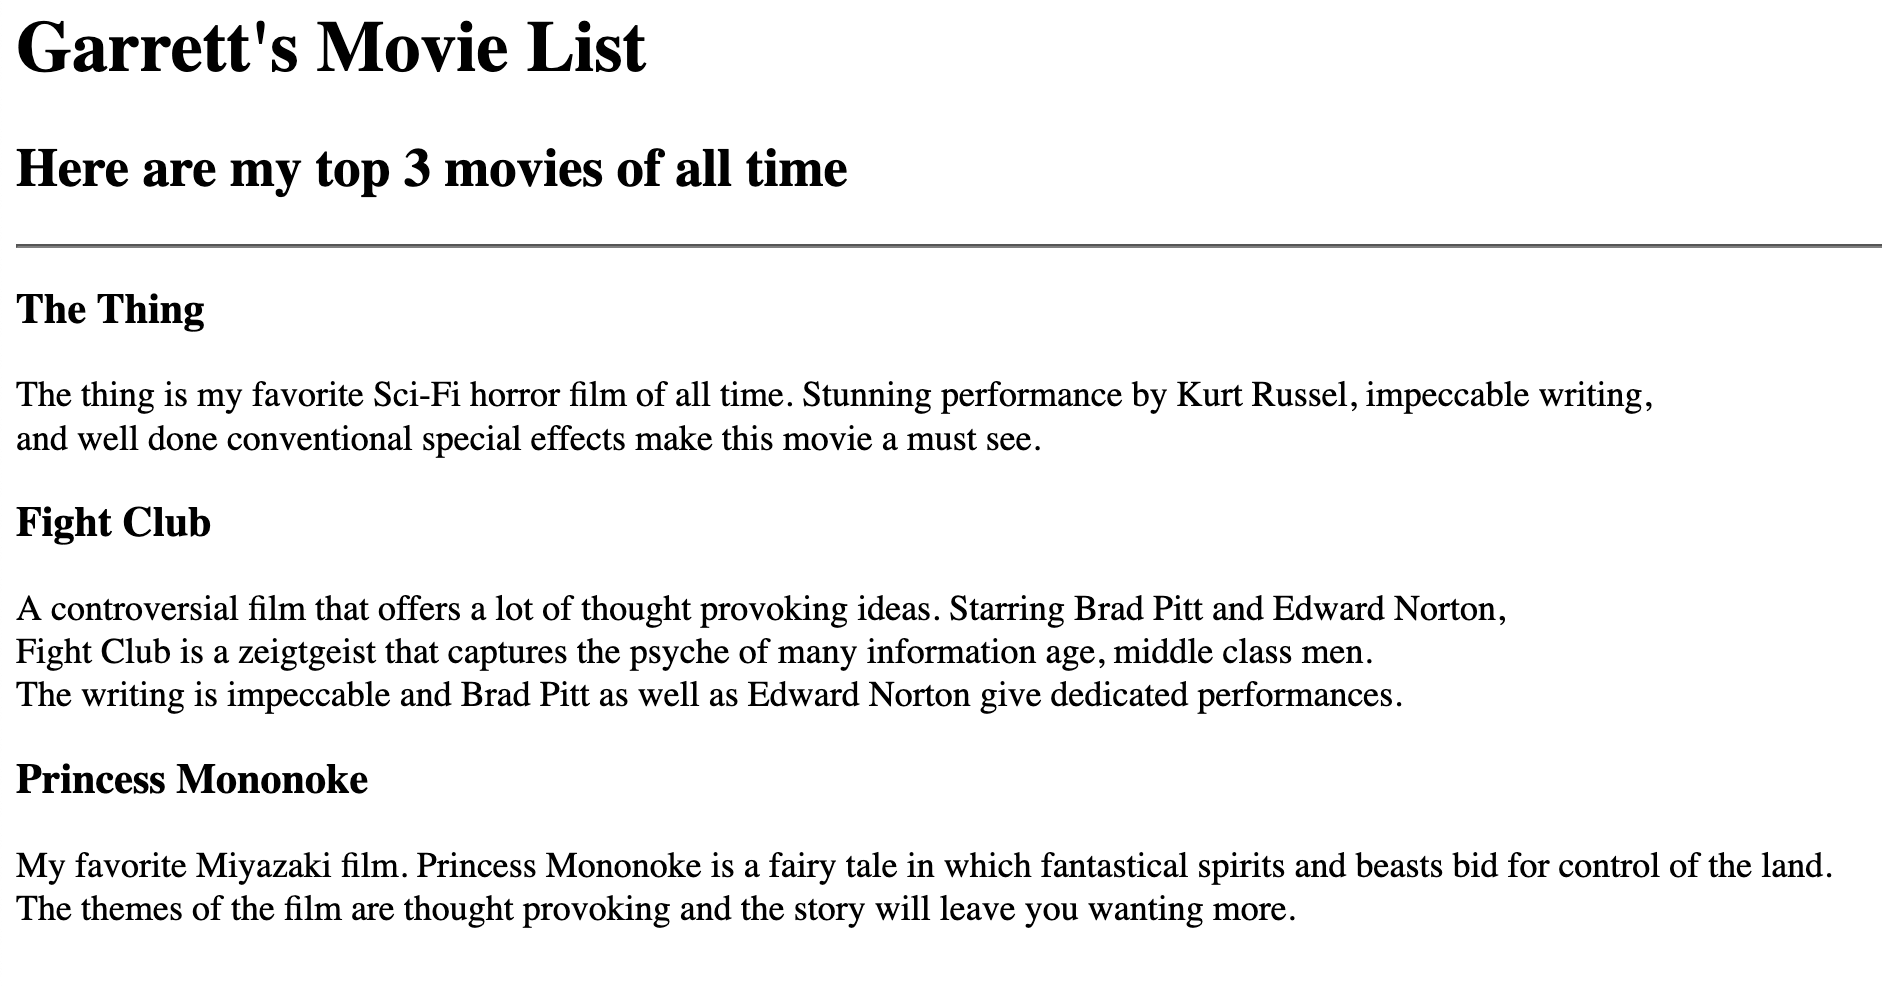 Garrett's Movie List
Here are my top 3 movies of all time
The Thing
The thing is my favorite Sci-Fi horror film of all time. Stunning performance by Kurt Russel, impeccable writing,
and well done conventional special effects make this movie a must see.
Fight Club
A controversial film that offers a lot of thought provoking ideas. Starring Brad Pitt and Edward Norton,
Fight Club is a zeigtgeist that captures the psyche of many information age, middle class men.
The writing is impeccable and Brad Pitt as well as Edward Norton give dedicated performances.
Princess Mononoke
My favorite Miyazaki film. Princess Mononoke is a fairy tale in which fantastical spirits and beasts bid for control of the land.
The themes of the film are thought provoking and the story will leave you wanting more.